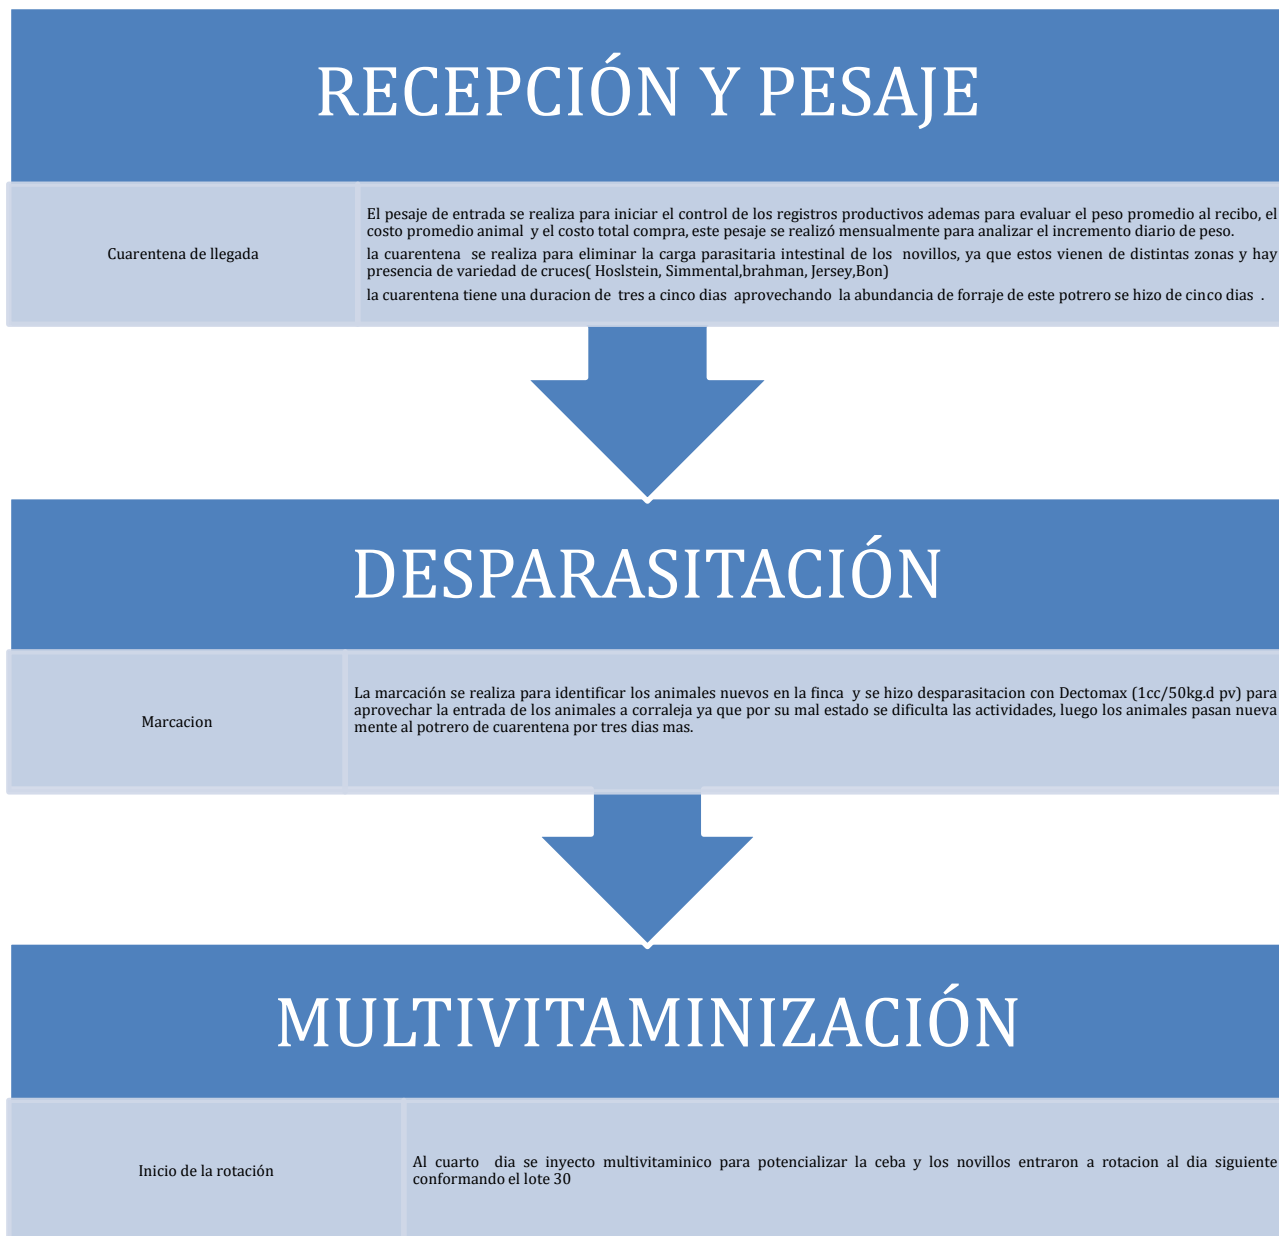 RECEPCIÓN Y PESAJE
Cuarentena de llegada
El pesaje de entrada se realiza para iniciar el control de los registros productivos ademas para evaluar el peso promedio al recibo, el
costo promedio animal y el costo total compra, este pesaje se realizó mensualmente para analizar el incremento diario de peso.
la cuarentena se realiza para eliminar la carga parasitaria intestinal de los novillos, ya que estos vienen de distintas zonas y hay
presencia de variedad de cruces( Hoslstein, Simmental,brahman, Jersey,Bon)
la cuarentena tiene una duracion de tres a cinco dias aprovechando la abundancia de forraje de este potrero se hizo de cinco dias .
DESPARASITACIÓN
Marcacion
La marcación se realiza para identificar los animales nuevos en la finca y se hizo desparasitacion con Dectomax (1cc/50kg.d pv) para
aprovechar la entrada de los animales a corraleja ya que por su mal estado se dificulta las actividades, luego los animales pasan nueva
mente al potrero de cuarentena por tres dias mas.
MULTIVITAMINIZACIÓN
Inicio de la rotación
Al cuarto dia se inyecto multivitaminico para potencializar la ceba y los novillos entraron a rotacion al dia siguiente
conformando el lote 30